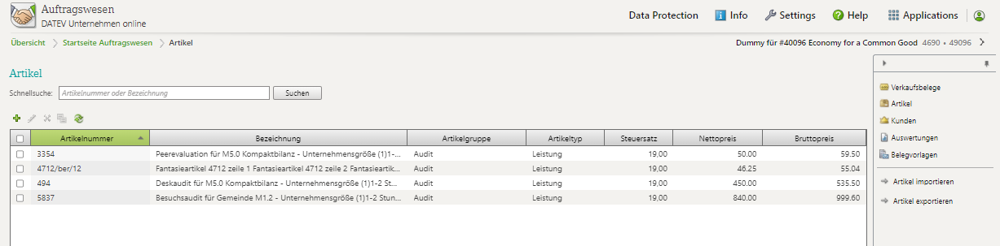 Auftragswesen
DATEV Unternehmen online
Data Protection Info Settings Help Applications
Übersicht Startseite Auftragswesen Artikel
Dummy für #40096 Economy for a Common Good 4690 • 49096
Artikel
Schnellsuche: Artikelnummer oder Bezeichnung Suchen
Artikelnummer Bezeichnung Artikelgruppe Artikeltyp Steuersatz Nettopreis Bruttopreis
3354 Peerevaluation für M5.0 Kompaktbilanz - Unternehmensgröße (1)1-... Audit Leistung 19,00 50.00 59.50
4712/ber/12 Fantasieartikel 4712 zeile 1 Fantasieartikel 4712 zeile 2 Fantasieartik... Audit Leistung 19,00 46.25 55.04
494 Deskaudit für M5.0 Kompaktbilanz - Unternehmensgröße (1)1-2 St... Audit Leistung 19,00 450.00 535.50
5837 Besuchsaudit für Gemeinde M1.2 - Unternehmensgröße (1)1-2 Stun... Audit Leistung 19,00 840.00 999.60
Verkaufsbelege
Artikel
Kunden
Auswertungen
Belegvorlagen
Artikel importieren
Artikel exportieren